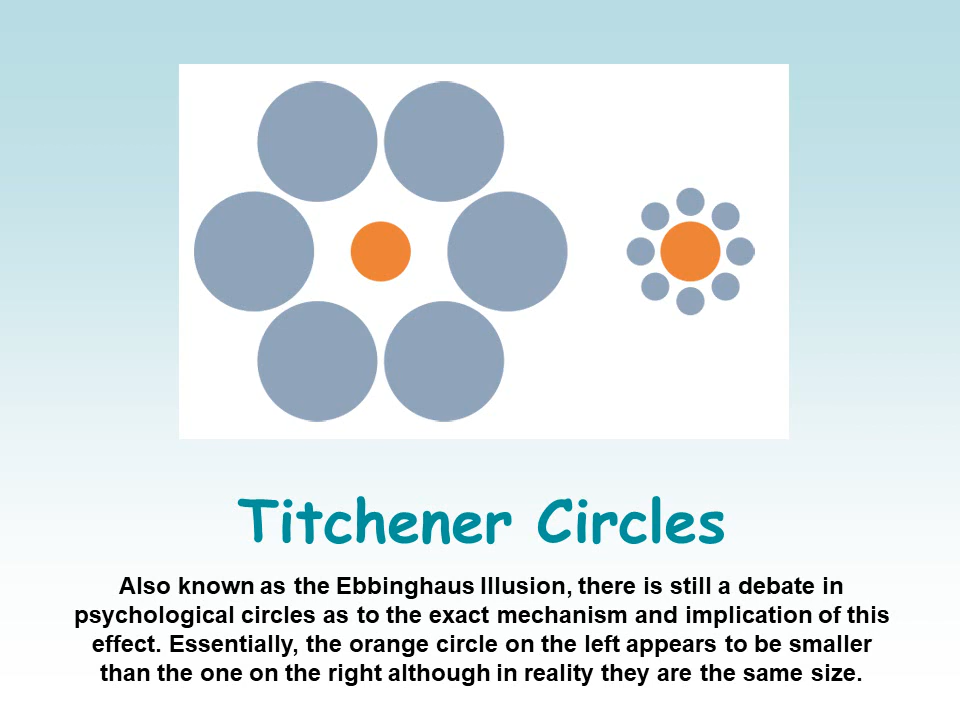 Titchener Circles
Also known as the Ebbinghaus Illusion, there is still a debate in
psychological circles as to the exact mechanism and implication of this
effect. Essentially, the orange circle on the left appears to be smaller
than the one on the right although in reality they are the same size.